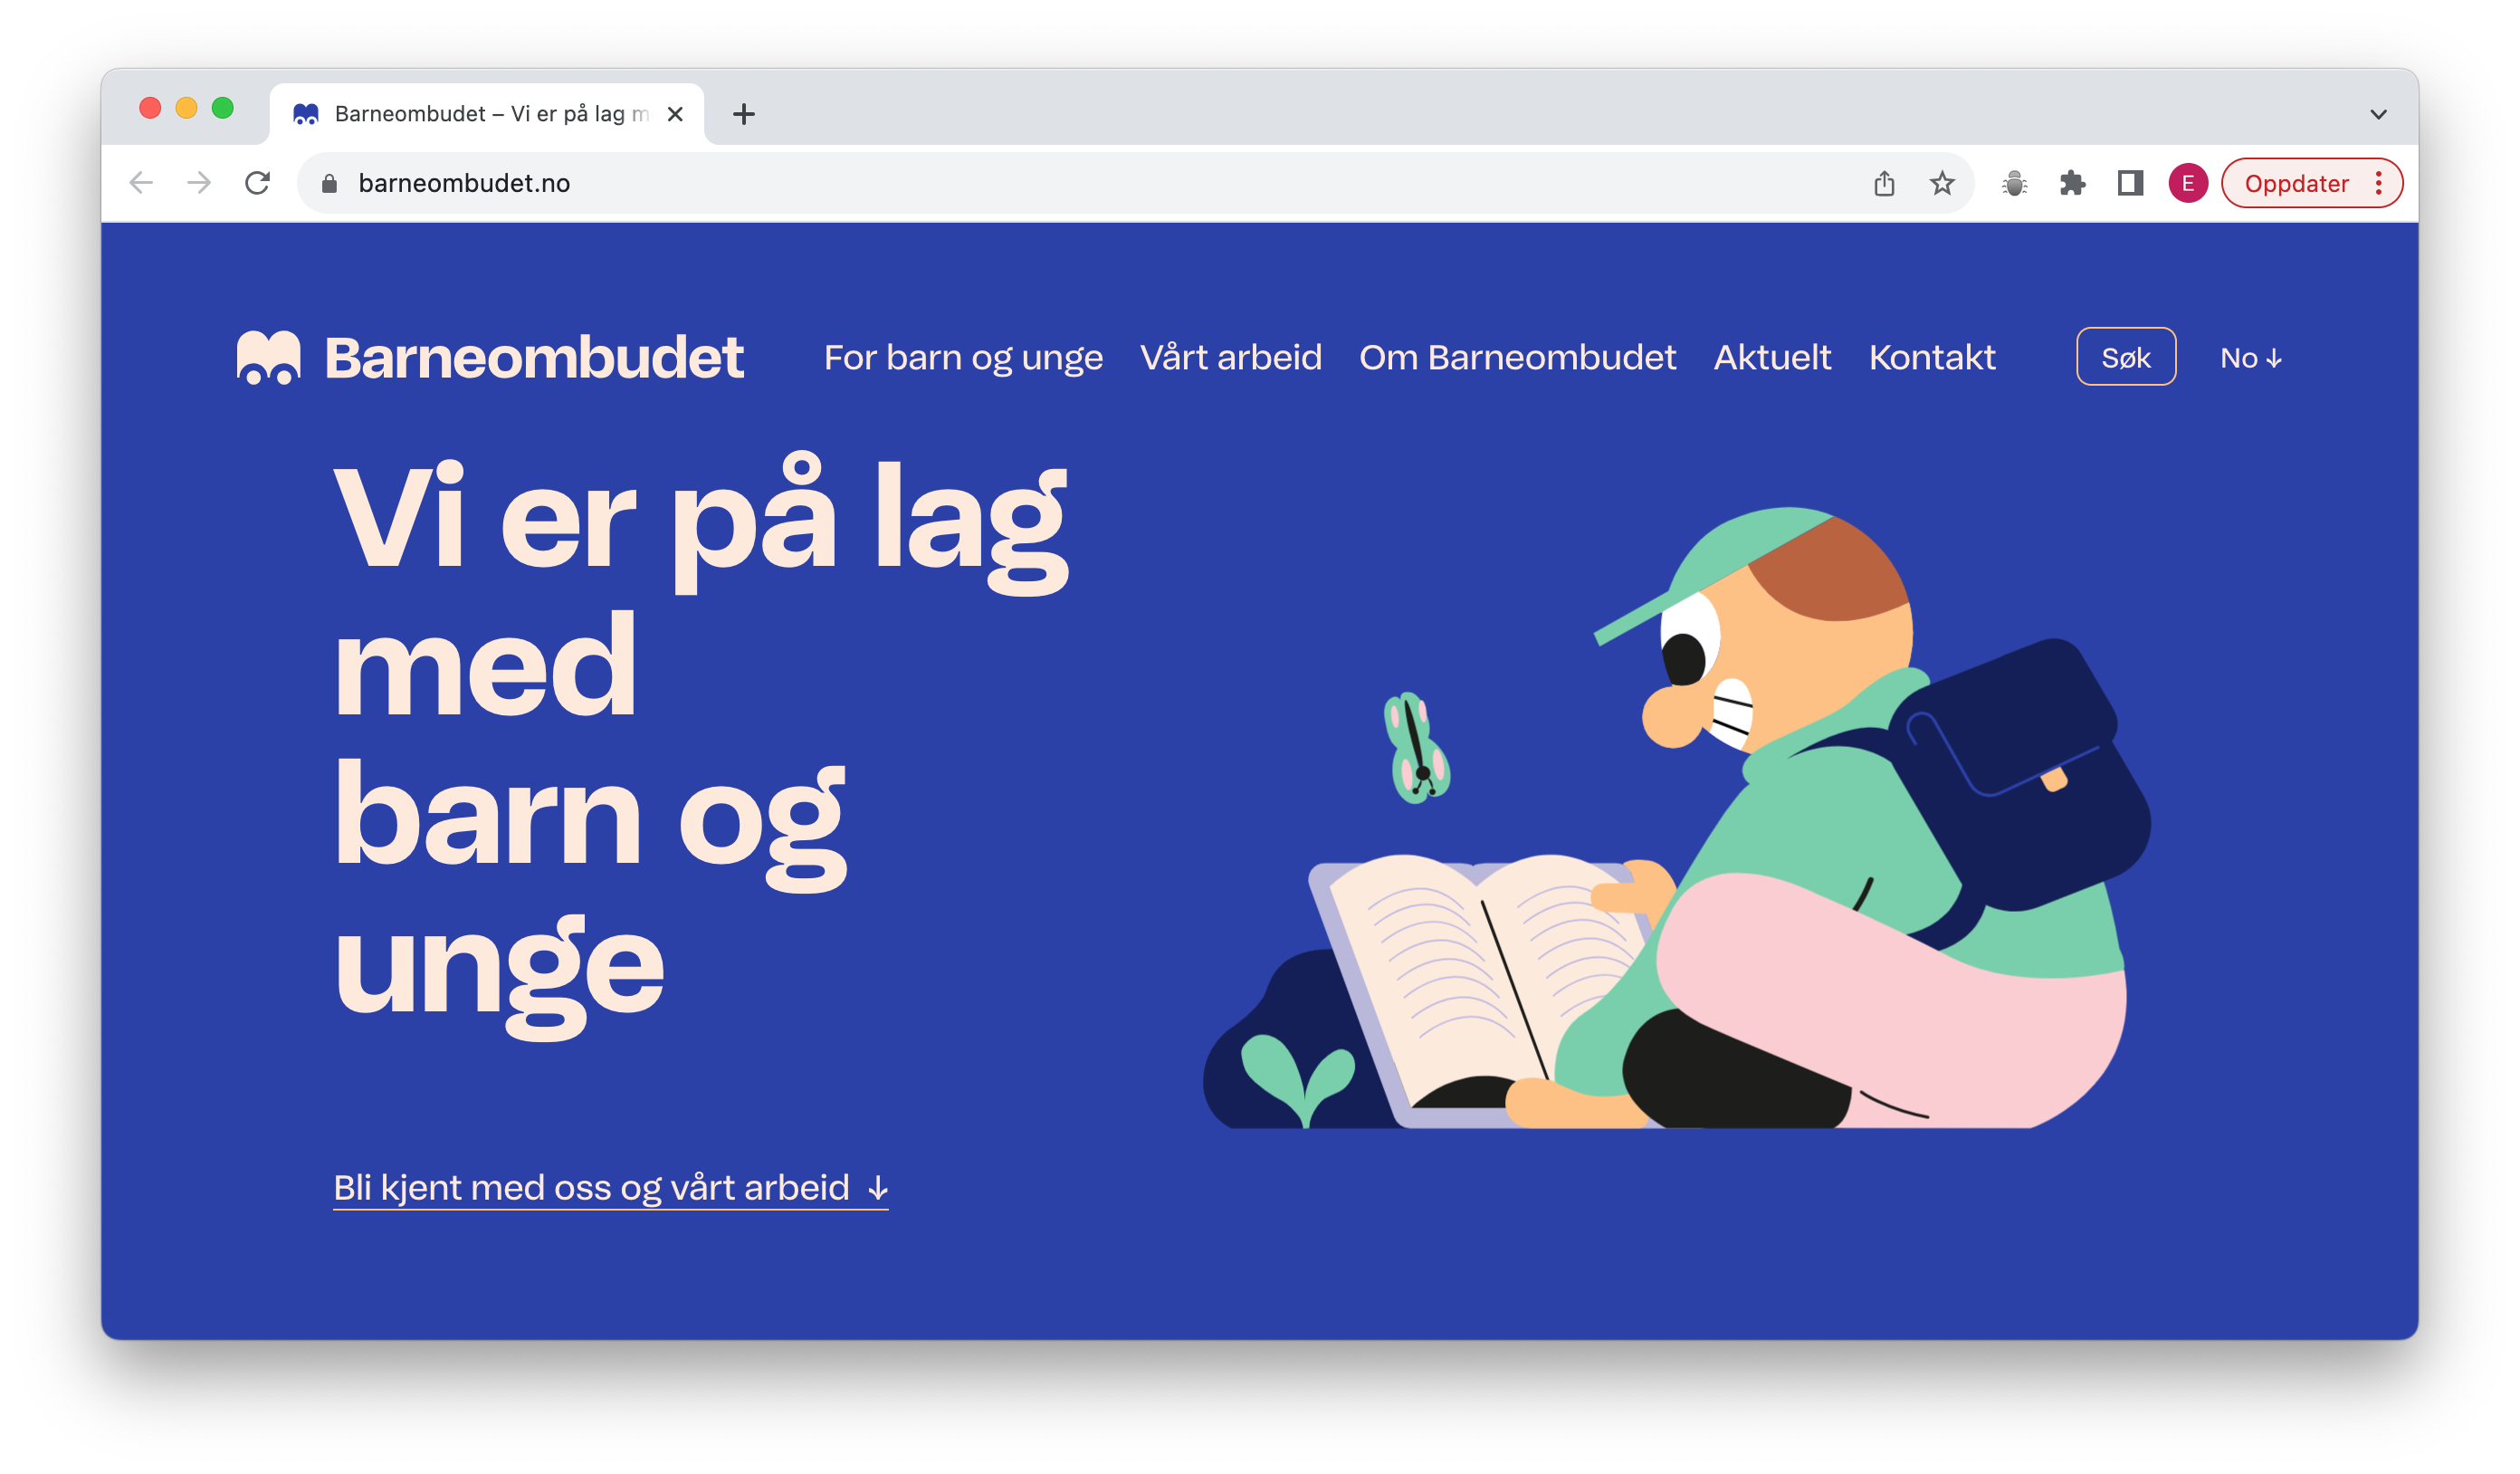 Barneombudet – Vi er på lag m
barneombudet.no
E
Oppdater
Barneombudet
For barn og unge
Vårt arbeid
Om Barneombudet
Aktuelt
Kontakt
Søk
No ↓
Vi er på lag
med
barn og
unge
Bli kjent med oss og vårt arbeid ↓